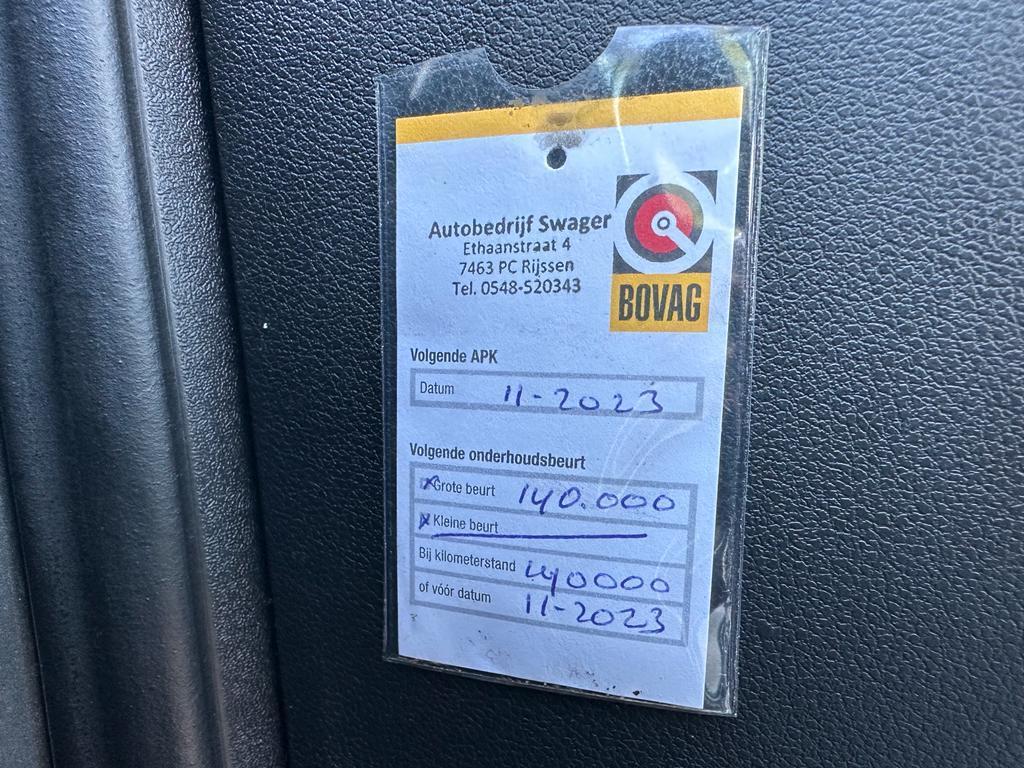 Autobedrijf Swager
Ethaanstraat 4
7463 PC Rijssen
Tel. 0548-520343
BOVAG
Volgende APK
Datum 11-2023
Volgende onderhoudsbeurt
x Grote beurt 140.000
x Kleine beurt
Bij kilometerstand 140000
of vóór datum 11-2023